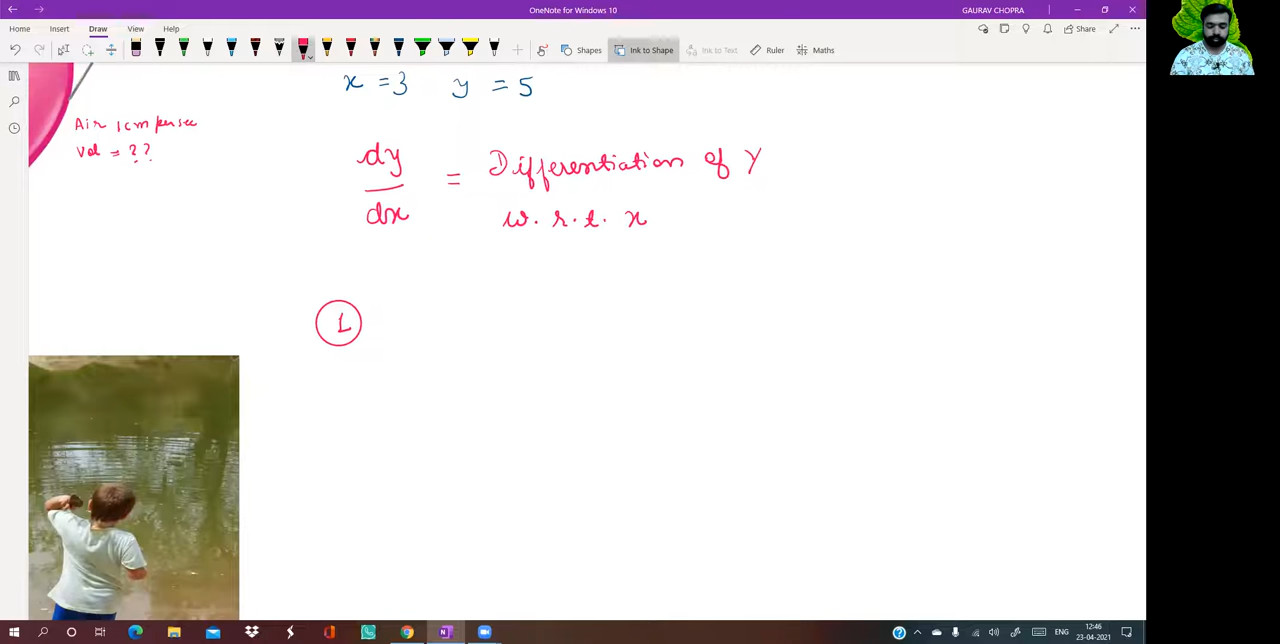 OneNote for Windows 10
GAURAV CHOPRA
Home Insert Draw View Help
Share
Shapes Ink to Shape Ink to Text Ruler Maths
x = 3 y = 5
Air
Vol = ??
dy/dx = Differentiation of Y
w. r. t. x
1
ENG
12:46
23-04-2021